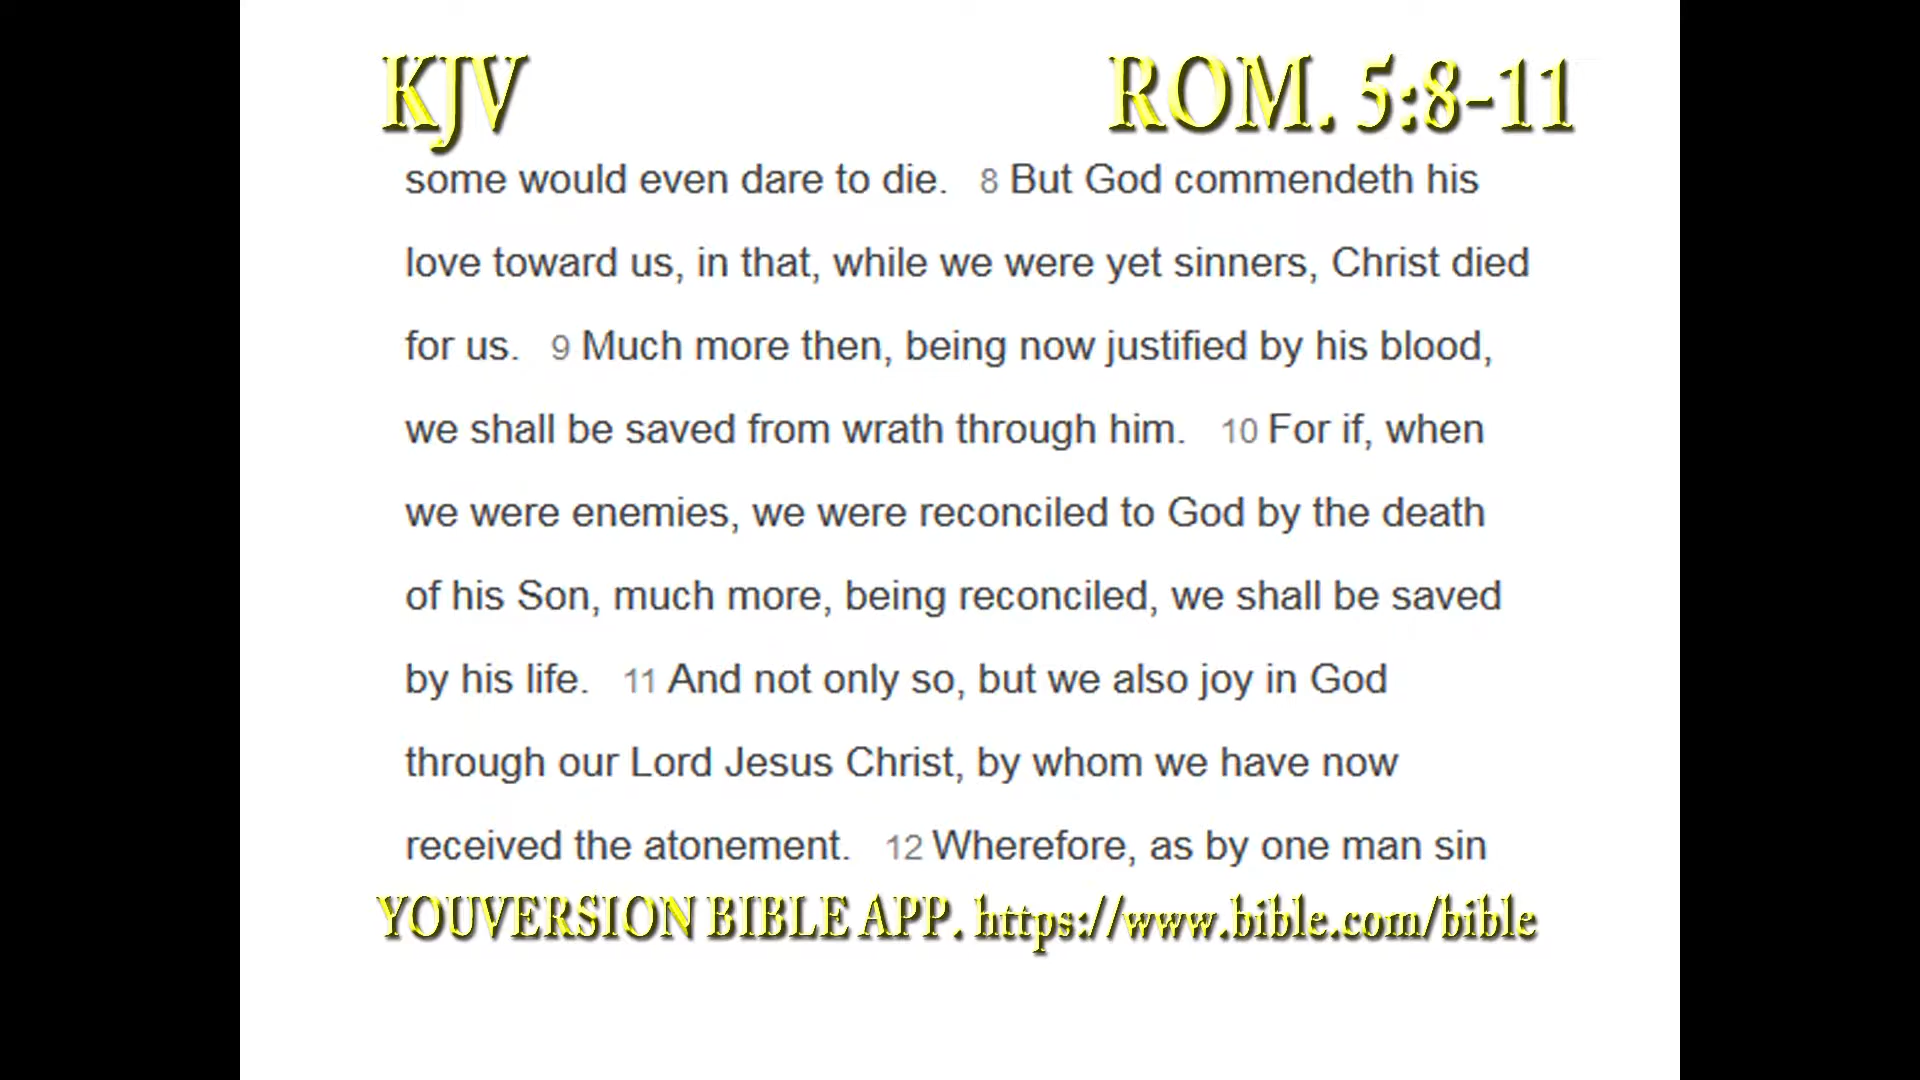 KJV ROM. 5:8-11
some would even dare to die. 8 But God commendeth his
love toward us, in that, while we were yet sinners, Christ died
for us. 9 Much more then, being now justified by his blood,
we shall be saved from wrath through him. 10 For if, when
we were enemies, we were reconciled to God by the death
of his Son, much more, being reconciled, we shall be saved
by his life. 11 And not only so, but we also joy in God
through our Lord Jesus Christ, by whom we have now
received the atonement. 12 Wherefore, as by one man sin
YOUVERSION BIBLE APP. https://www.bible.com/bible